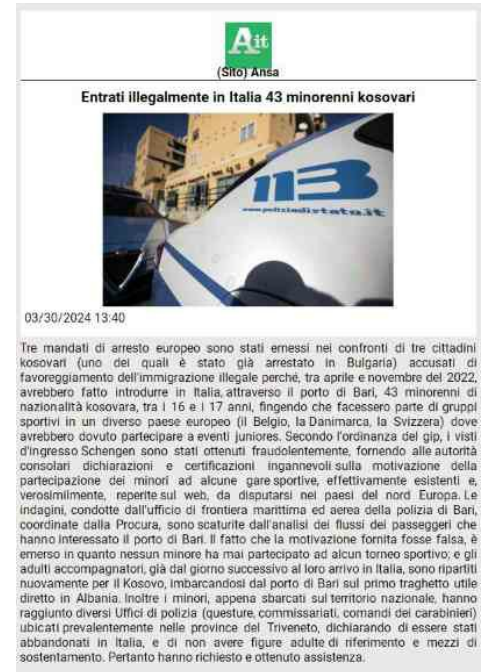 Ait
(Sito) Ansa
Entrati illegalmente in Italia 43 minorenni kosovari
113
www.poliziadistato.it
03/30/2024 13:40
Tre mandati di arresto europeo sono stati emessi nei confronti di tre cittadini
kosovari (uno dei quali è stato già arrestato in Bulgaria) accusati di
favoreggiamento dell'immigrazione illegale perché, tra aprile e novembre del 2022,
avrebbero fatto introdurre in Italia, attraverso il porto di Bari, 43 minorenni di
nazionalità kosovara, tra i 16 e i 17 anni, fingendo che facessero parte di gruppi
sportivi in un diverso paese europeo (il Belgio, la Danimarca, la Svizzera) dove
avrebbero dovuto partecipare a eventi juniores. Secondo l'ordinanza del gip, i visti
d'ingresso Schengen sono stati ottenuti fraudolentemente, fornendo alle autorità
consolari dichiarazioni e certificazioni ingannevoli sulla motivazione della
partecipazione dei minori ad alcune gare sportive, effettivamente esistenti e,
verosimilmente, reperite sul web, da disputarsi nei paesi del nord Europa. Le
indagini, condotte dall'ufficio di frontiera marittima ed aerea della polizia di Bari,
coordinate dalla Procura, sono scaturite dall'analisi dei flussi dei passeggeri che
hanno interessato il porto di Bari. Il fatto che la motivazione fornita fosse falsa, è
emerso in quanto nessun minore ha mai partecipato ad alcun torneo sportivo; e gli
adulti accompagnatori, già dal giorno successivo al loro arrivo in Italia, sono ripartiti
nuovamente per il Kosovo, imbarcandosi dal porto di Bari sul primo traghetto utile
diretto in Albania. Inoltre i minori, appena sbarcati sul territorio nazionale, hanno
raggiunto diversi Uffici di polizia (questure, commissariati, comandi dei carabinieri)
ubicati prevalentemente nelle province del Triveneto, dichiarando di essere stati
abbandonati in Italia, e di non avere figure adulte di riferimento e mezzi di
sostentamento. Pertanto hanno richiesto e ottenuto assistenza.